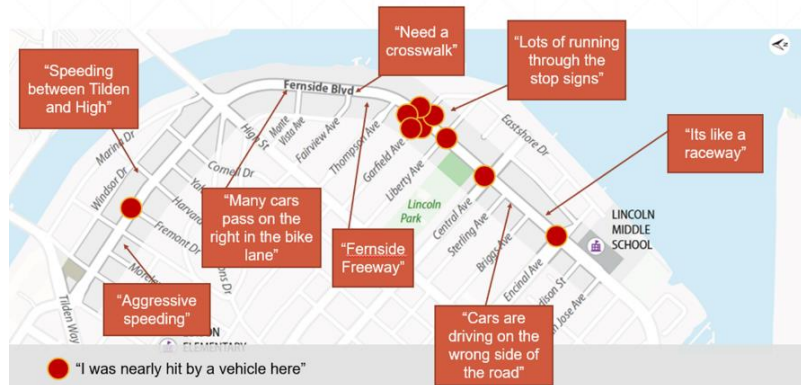 “Need a
crosswalk”
“Lots of running
through the
stop signs”
“Speeding
between Tilden
and High”
Fernside Blvd
High St
Monte
Vista Ave
Fairview Ave
Thompson Ave
Garfield Ave
Liberty Ave
Eastshore Dr
Marina Dr
Windsor Dr
Cornell Dr
Harvard
Fremont Dr
“Its like a
raceway”
“Many cars
pass on the
right in the bike
lane”
“Fernside
Freeway”
Lincoln
Park
Central Ave
Sterling Ave
Briggs Ave
Encinal Ave
LINCOLN
MIDDLE
SCHOOL
Tilden Way
“Aggressive
speeding”
“Cars are
driving on the
wrong side of
the road”
Jose Ave
“I was nearly hit by a vehicle here”